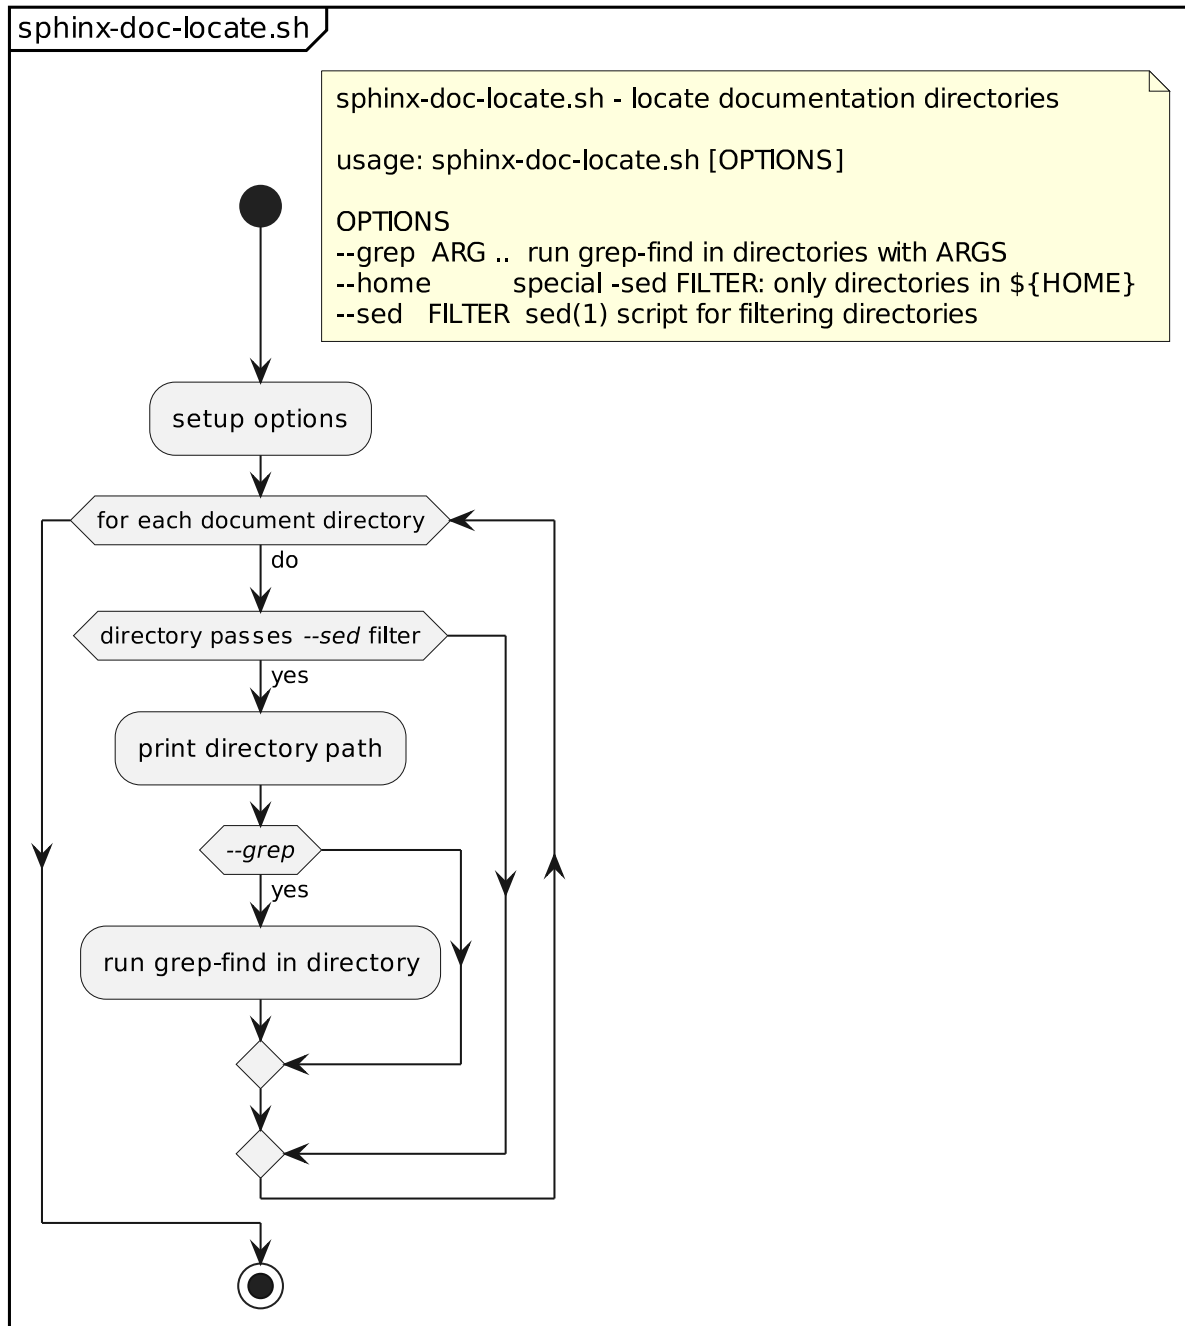 sphinx-doc-locate.sh
sphinx-doc-locate.sh - locate documentation directories
usage: sphinx-doc-locate.sh [OPTIONS]
OPTIONS
--grep  ARG ..  run grep-find in directories with ARGS
--home          special -sed FILTER: only directories in ${HOME}
--sed   FILTER  sed(1) script for filtering directories
setup options
for each document directory
do
directory passes --sed filter
yes
print directory path
--grep
yes
run grep-find in directory